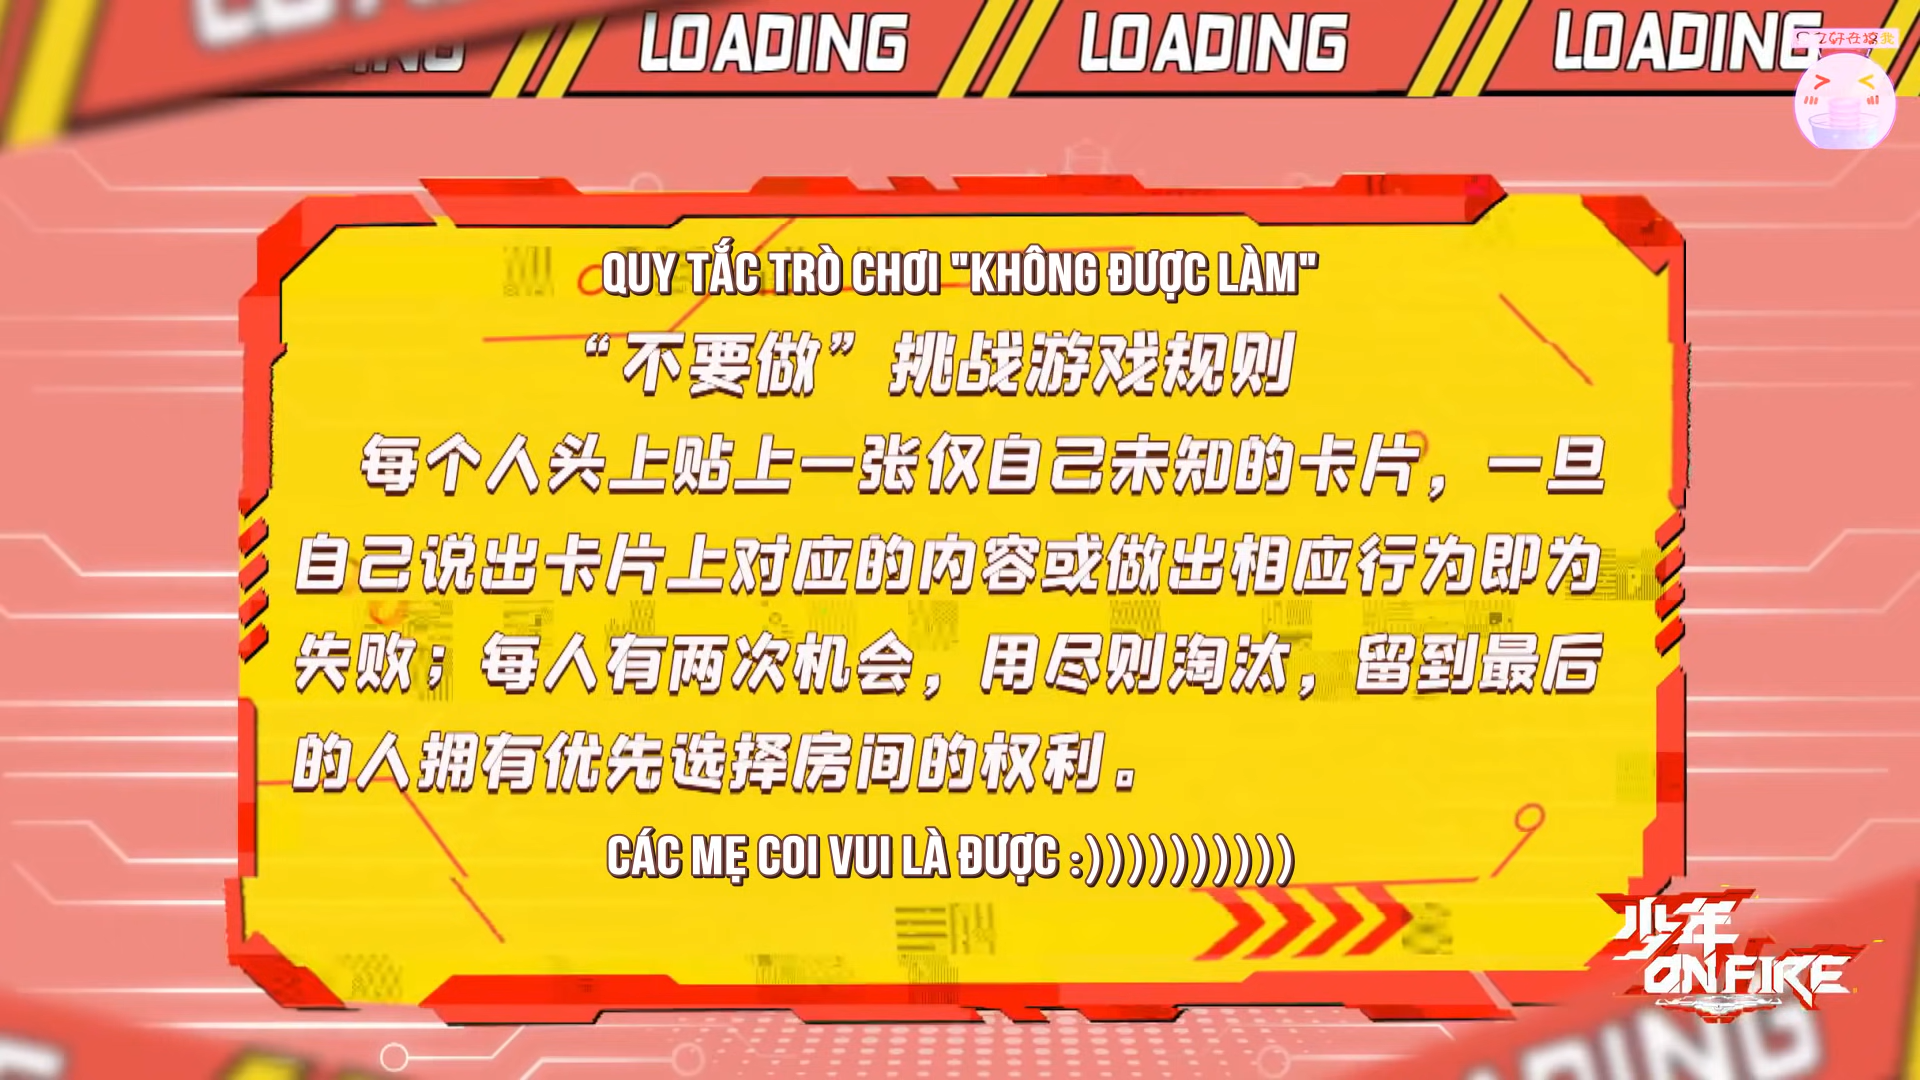 LOADING
LOADING
LOADING
QUY TẮC TRÒ CHƠI "KHÔNG ĐƯỢC LÀM"
“不要做”挑战游戏规则
每个人头上贴上一张仅自己未知的卡片，一旦
自己说出卡片上对应的内容或做出相应行为即为
失败；每人有两次机会，用尽则淘汰，留到最后
的人拥有优先选择房间的权利。
CÁC MẸ COI VUI LÀ ĐƯỢC :))))))))))
少年
ON FIRE